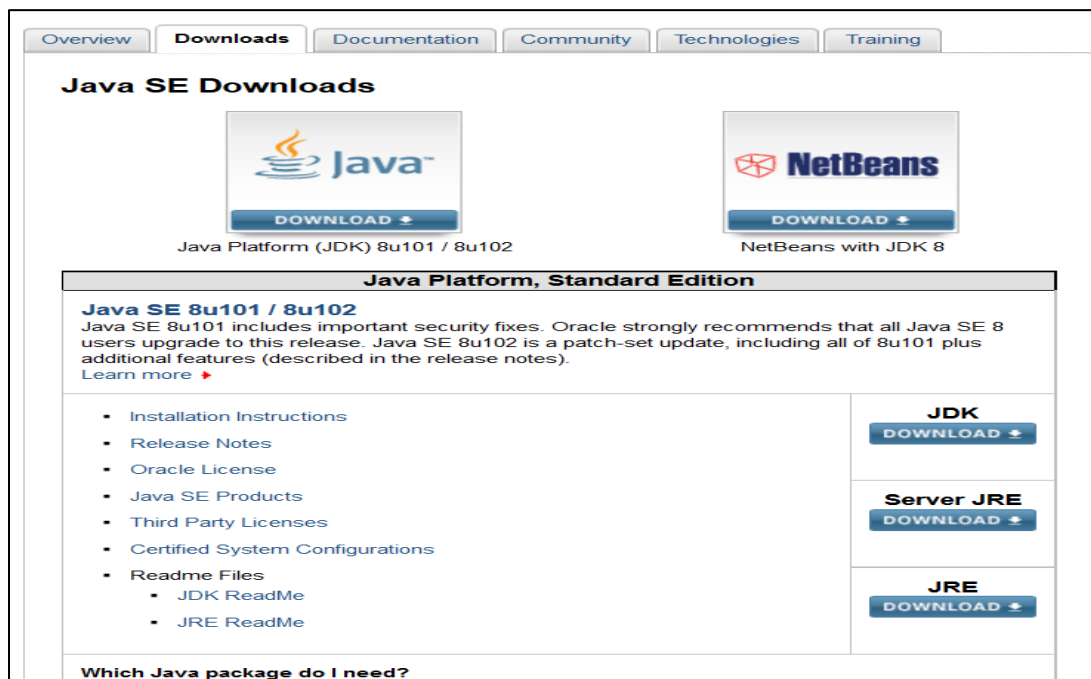 Overview Downloads Documentation Community Technologies Training
Java SE Downloads
Java™ NetBeans
DOWNLOAD DOWNLOAD
Java Platform (JDK) 8u101 / 8u102 NetBeans with JDK 8
Java Platform, Standard Edition
Java SE 8u101 / 8u102
Java SE 8u101 includes important security fixes. Oracle strongly recommends that all Java SE 8
users upgrade to this release. Java SE 8u102 is a patch-set update, including all of 8u101 plus
additional features (described in the release notes).
Learn more
Installation Instructions
Release Notes
Oracle License
Java SE Products
Third Party Licenses
Certified System Configurations
Readme Files
JDK ReadMe
JRE ReadMe
JDK
DOWNLOAD
Server JRE
DOWNLOAD
JRE
DOWNLOAD
Which Java package do I need?